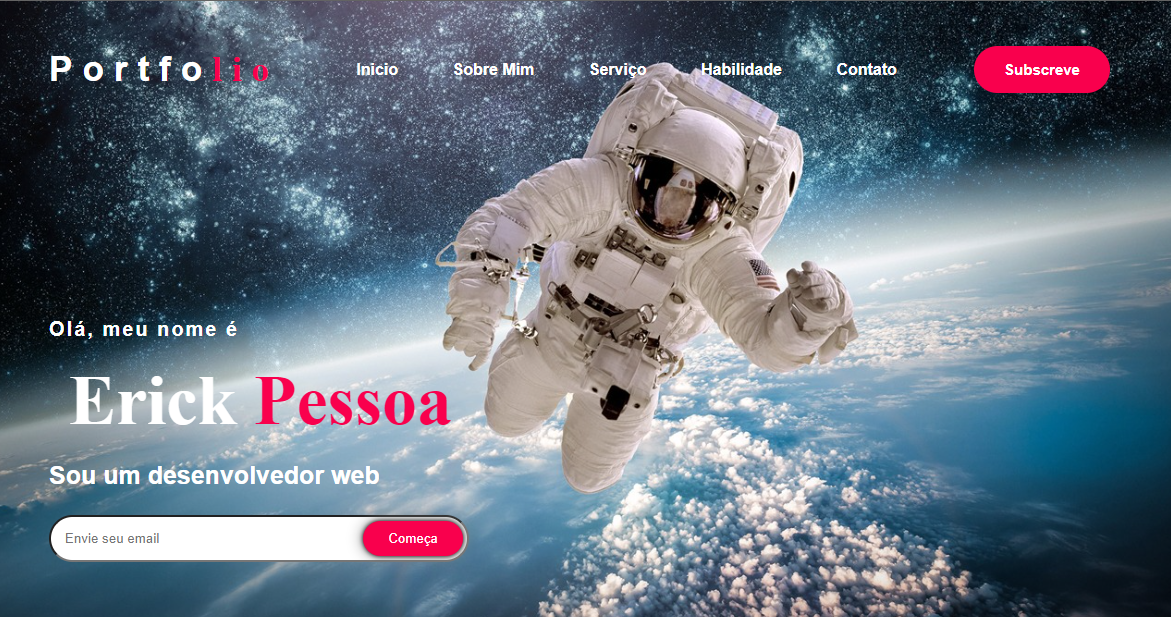 Portfolio
Inicio Sobre Mim Serviço Habilidade Contato Subscreve
Olá, meu nome é
Erick Pessoa
Sou um desenvolvedor web
Envie seu email Começa